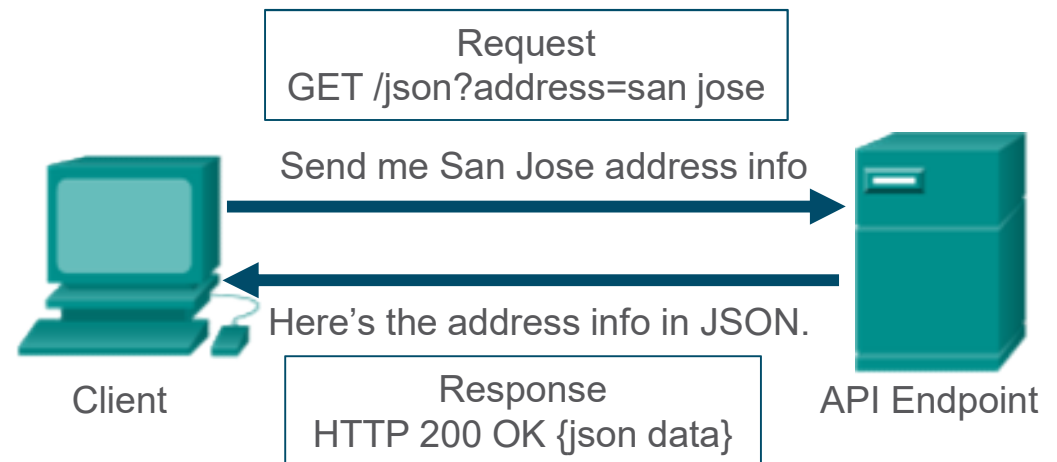 Request
GET /json?address=san jose
Send me San Jose address info
Here’s the address info in JSON.
Client
Response
HTTP 200 OK {json data}
API Endpoint